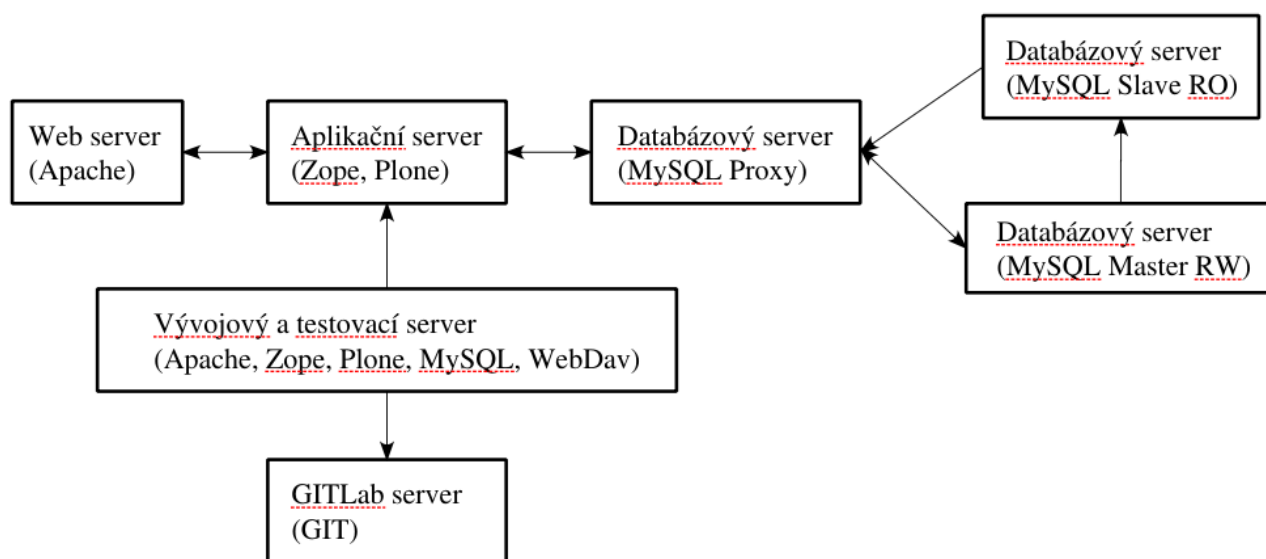 Databázový server
(MySQL Slave RO)
Web server
(Apache)
Aplikační server
(Zope, Plone)
Databázový server
(MySQL Proxy)
Databázový server
(MySQL Master RW)
Vývojový a testovací server
(Apache, Zope, Plone, MySQL, WebDav)
GITLab server
(GIT)